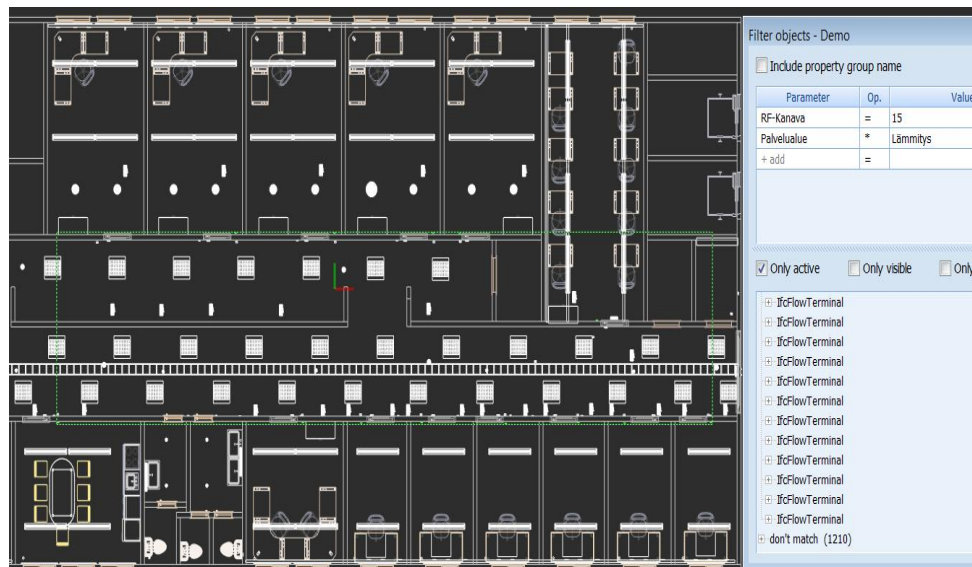 Filter objects - Demo
Include property group name
Parameter Op. Value
RF-Kanava = 15
Palvelualue * Lämmitys
+ add =
Only active Only visible Only
IfcFlowTerminal
IfcFlowTerminal
IfcFlowTerminal
IfcFlowTerminal
IfcFlowTerminal
IfcFlowTerminal
IfcFlowTerminal
IfcFlowTerminal
IfcFlowTerminal
IfcFlowTerminal
IfcFlowTerminal
IfcFlowTerminal
don't match (1210)